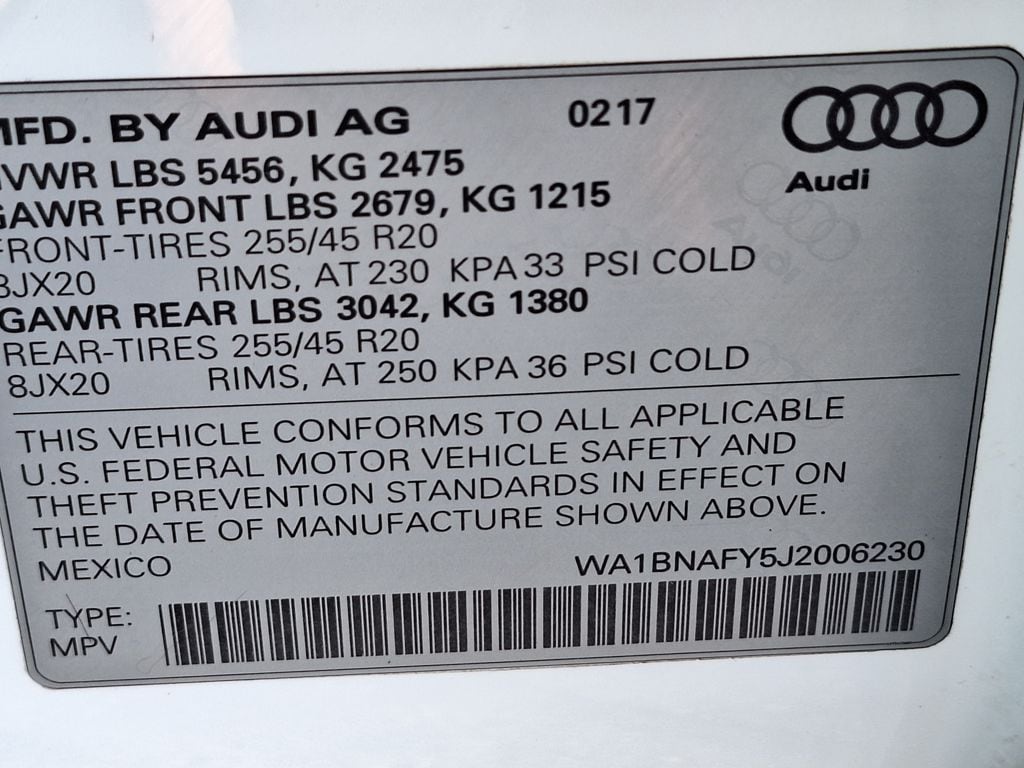 MFD. BY AUDI AG 0217
Audi
GVWR LBS 5456, KG 2475
GAWR FRONT LBS 2679, KG 1215
FRONT-TIRES 255/45 R20
8JX20 RIMS, AT 230 KPA 33 PSI COLD
GAWR REAR LBS 3042, KG 1380
REAR-TIRES 255/45 R20
8JX20 RIMS, AT 250 KPA 36 PSI COLD
THIS VEHICLE CONFORMS TO ALL APPLICABLE
U.S. FEDERAL MOTOR VEHICLE SAFETY AND
THEFT PREVENTION STANDARDS IN EFFECT ON
THE DATE OF MANUFACTURE SHOWN ABOVE.
MEXICO WA1BNAFY5J2006230
TYPE:
MPV